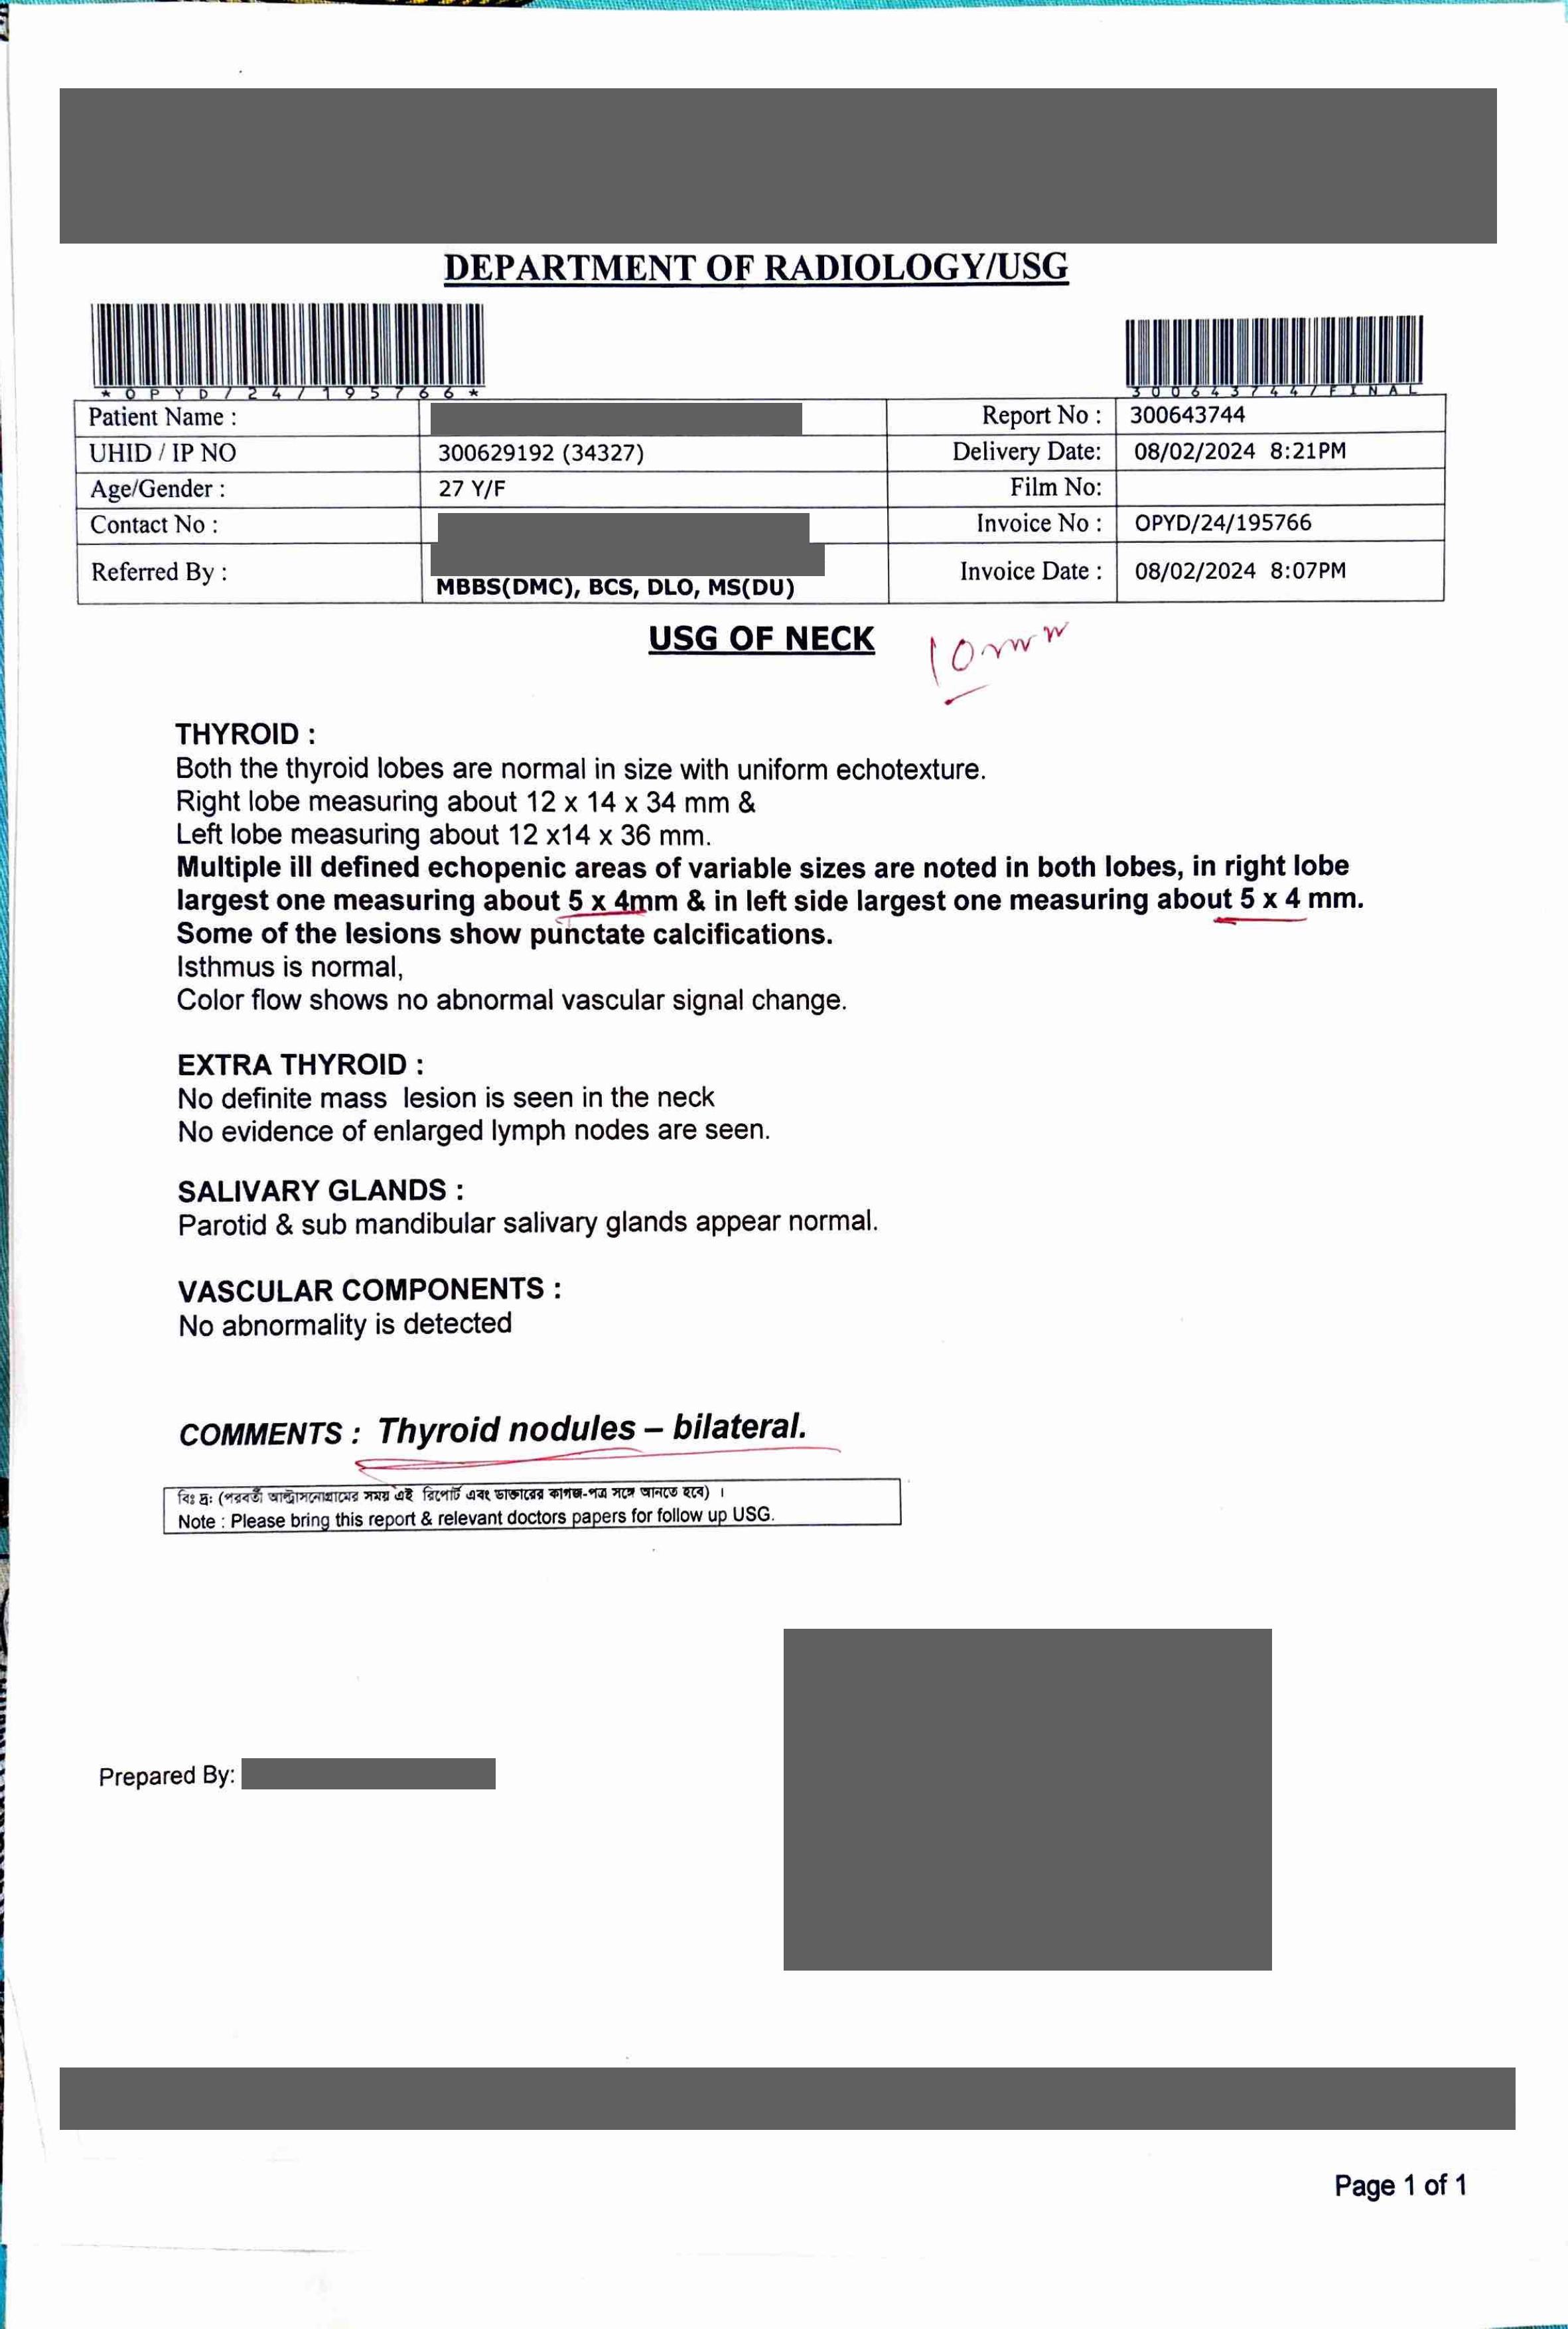 DEPARTMENT OF RADIOLOGY/USG
*OPYD/24/195766*
300643744/FINAL
Patient Name :
Report No : 300643744
UHID / IP NO 300629192 (34327)
Delivery Date: 08/02/2024 8:21PM
Age/Gender : 27 Y/F
Film No:
Contact No :
Invoice No : OPYD/24/195766
Referred By : MBBS(DMC), BCS, DLO, MS(DU)
Invoice Date : 08/02/2024 8:07PM
USG OF NECK
10mm
THYROID :
Both the thyroid lobes are normal in size with uniform echotexture.
Right lobe measuring about 12 x 14 x 34 mm &
Left lobe measuring about 12 x14 x 36 mm.
Multiple ill defined echopenic areas of variable sizes are noted in both lobes, in right lobe
largest one measuring about 5 x 4mm & in left side largest one measuring about 5 x 4 mm.
Some of the lesions show punctate calcifications.
Isthmus is normal,
Color flow shows no abnormal vascular signal change.
EXTRA THYROID :
No definite mass lesion is seen in the neck
No evidence of enlarged lymph nodes are seen.
SALIVARY GLANDS :
Parotid & sub mandibular salivary glands appear normal.
VASCULAR COMPONENTS :
No abnormality is detected
COMMENTS : Thyroid nodules – bilateral.
বিঃ দ্র: (পরবর্তী আল্ট্রাসনোগ্রামের সময় এই রিপোর্ট এবং ডাক্তারের কাগজ-পত্র সঙ্গে আনতে হবে) ।
Note : Please bring this report & relevant doctors papers for follow up USG.
Prepared By:
Page 1 of 1